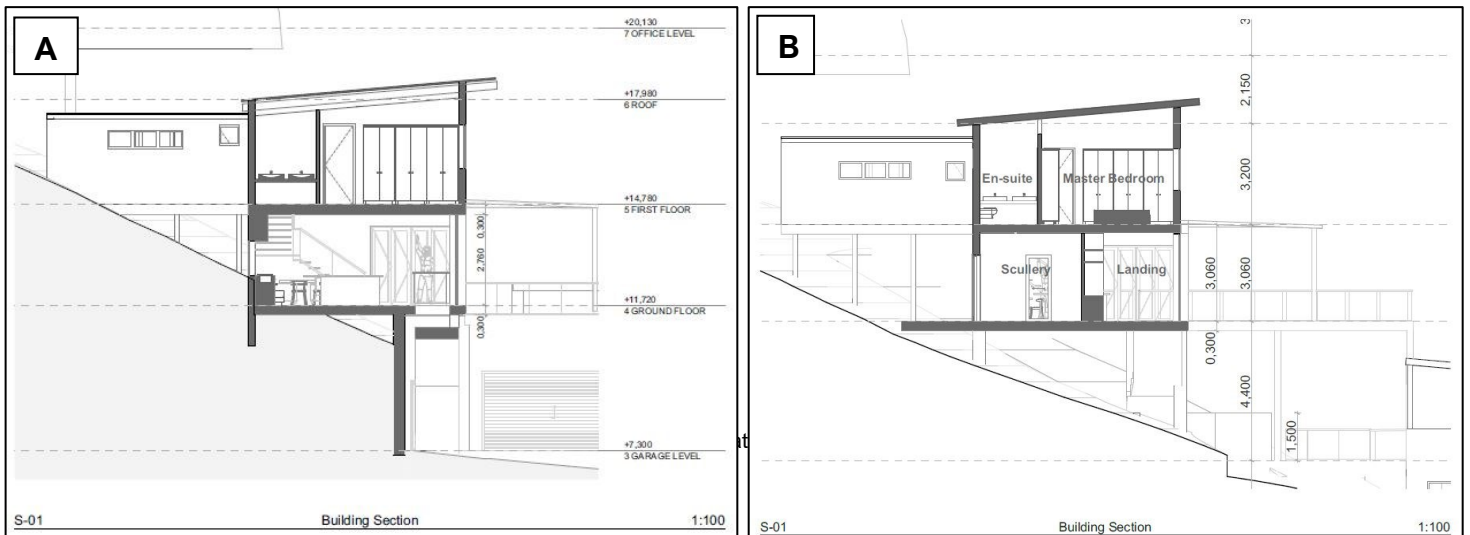 A
+20,130
7 OFFICE LEVEL
+17,980
6 ROOF
+14,780
5 FIRST FLOOR
0,300
2,760
+11,720
4 GROUND FLOOR
0,300
+7,300
3 GARAGE LEVEL
S-01 Building Section 1:100
at
B
3
2,150
3,200
En-suite Master Bedroom
Scullery Landing
3,060 3,060
0,300
4,400
1,500
S-01 Building Section 1:100